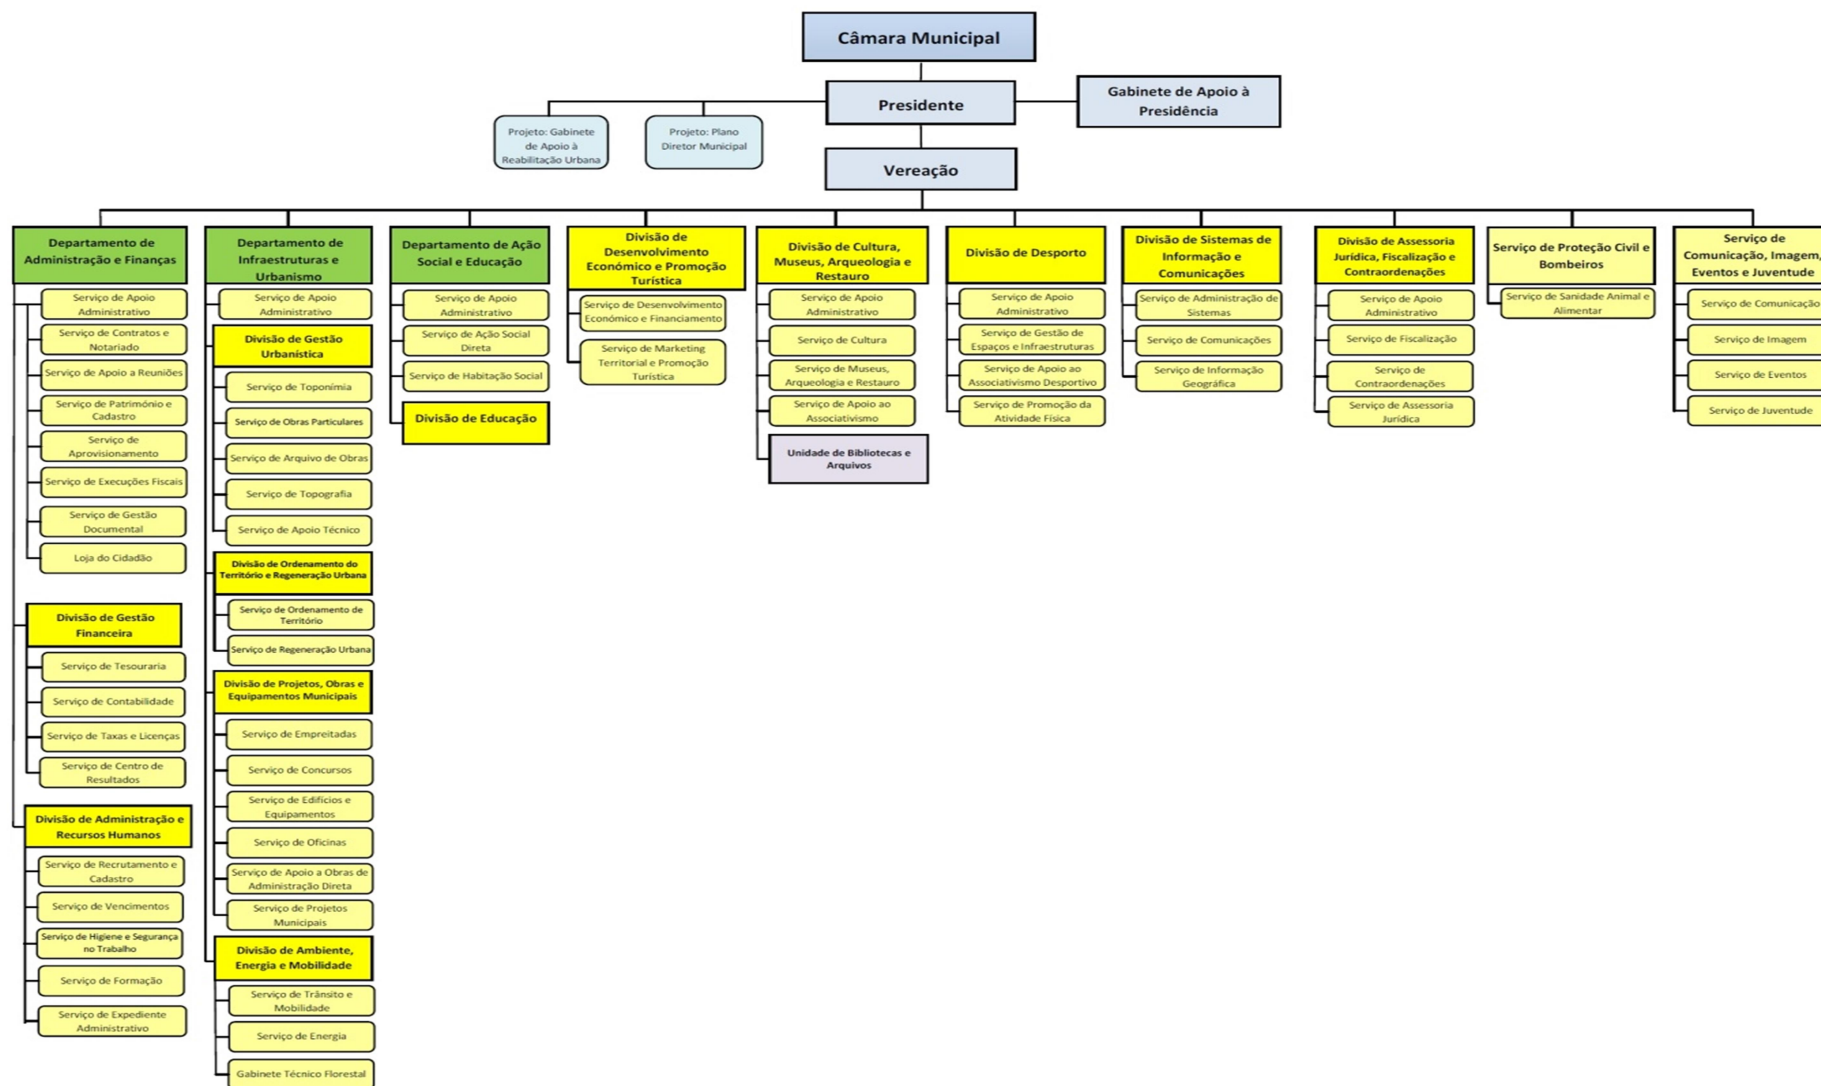 Câmara Municipal
Presidente
Gabinete de Apoio à
Presidência
Projeto: Gabinete
de Apoio à
Reabilitação Urbana
Projeto: Plano
Diretor Municipal
Vereação
Departamento de
Administração e Finanças
Serviço de Apoio
Administrativo
Serviço de Contratos e
Notariado
Serviço de Apoio a Reuniões
Serviço de Património e
Cadastro
Serviço de
Aprovisionamento
Serviço de Execuções Fiscais
Serviço de Gestão
Documental
Loja do Cidadão
Divisão de Gestão
Financeira
Serviço de Tesouraria
Serviço de Contabilidade
Serviço de Taxas e Licenças
Serviço de Centro de
Resultados
Divisão de Administração e
Recursos Humanos
Serviço de Recrutamento e
Cadastro
Serviço de Vencimentos
Serviço de Higiene e Segurança
no Trabalho
Serviço de Formação
Serviço de Expediente
Administrativo
Departamento de
Infraestruturas e
Urbanismo
Serviço de Apoio
Administrativo
Divisão de Gestão
Urbanística
Serviço de Toponímia
Serviço de Obras Particulares
Serviço de Arquivo de Obras
Serviço de Topografia
Serviço de Apoio Técnico
Divisão de Ordenamento do
Território e Regeneração Urbana
Serviço de Ordenamento de
Território
Serviço de Regeneração Urbana
Divisão de Projetos, Obras e
Equipamentos Municipais
Serviço de Empreitadas
Serviço de Concursos
Serviço de Edifícios e
Equipamentos
Serviço de Oficinas
Serviço de Apoio a Obras de
Administração Direta
Serviço de Projetos
Municipais
Divisão de Ambiente,
Energia e Mobilidade
Serviço de Trânsito e
Mobilidade
Serviço de Energia
Gabinete Técnico Florestal
Departamento de Ação
Social e Educação
Serviço de Apoio
Administrativo
Serviço de Ação Social
Direta
Serviço de Habitação Social
Divisão de Educação
Divisão de
Desenvolvimento
Económico e Promoção
Turística
Serviço de Desenvolvimento
Económico e Financiamento
Serviço de Marketing
Territorial e Promoção
Turística
Divisão de Cultura,
Museus, Arqueologia e
Restauro
Serviço de Apoio
Administrativo
Serviço de Cultura
Serviço de Museus,
Arqueologia e Restauro
Serviço de Apoio ao
Associativismo
Unidade de Bibliotecas e
Arquivos
Divisão de Desporto
Serviço de Apoio
Administrativo
Serviço de Gestão de
Espaços e Infraestruturas
Serviço de Apoio ao
Associativismo Desportivo
Serviço de Promoção da
Atividade Física
Divisão de Sistemas de
Informação e
Comunicações
Serviço de Administração de
Sistemas
Serviço de Comunicações
Serviço de Informação
Geográfica
Divisão de Assessoria
Jurídica, Fiscalização e
Contraordenações
Serviço de Apoio
Administrativo
Serviço de Fiscalização
Serviço de
Contraordenações
Serviço de Assessoria
Jurídica
Serviço de Proteção Civil e
Bombeiros
Serviço de Sanidade Animal e
Alimentar
Serviço de
Comunicação, Imagem,
Eventos e Juventude
Serviço de Comunicação
Serviço de Imagem
Serviço de Eventos
Serviço de Juventude